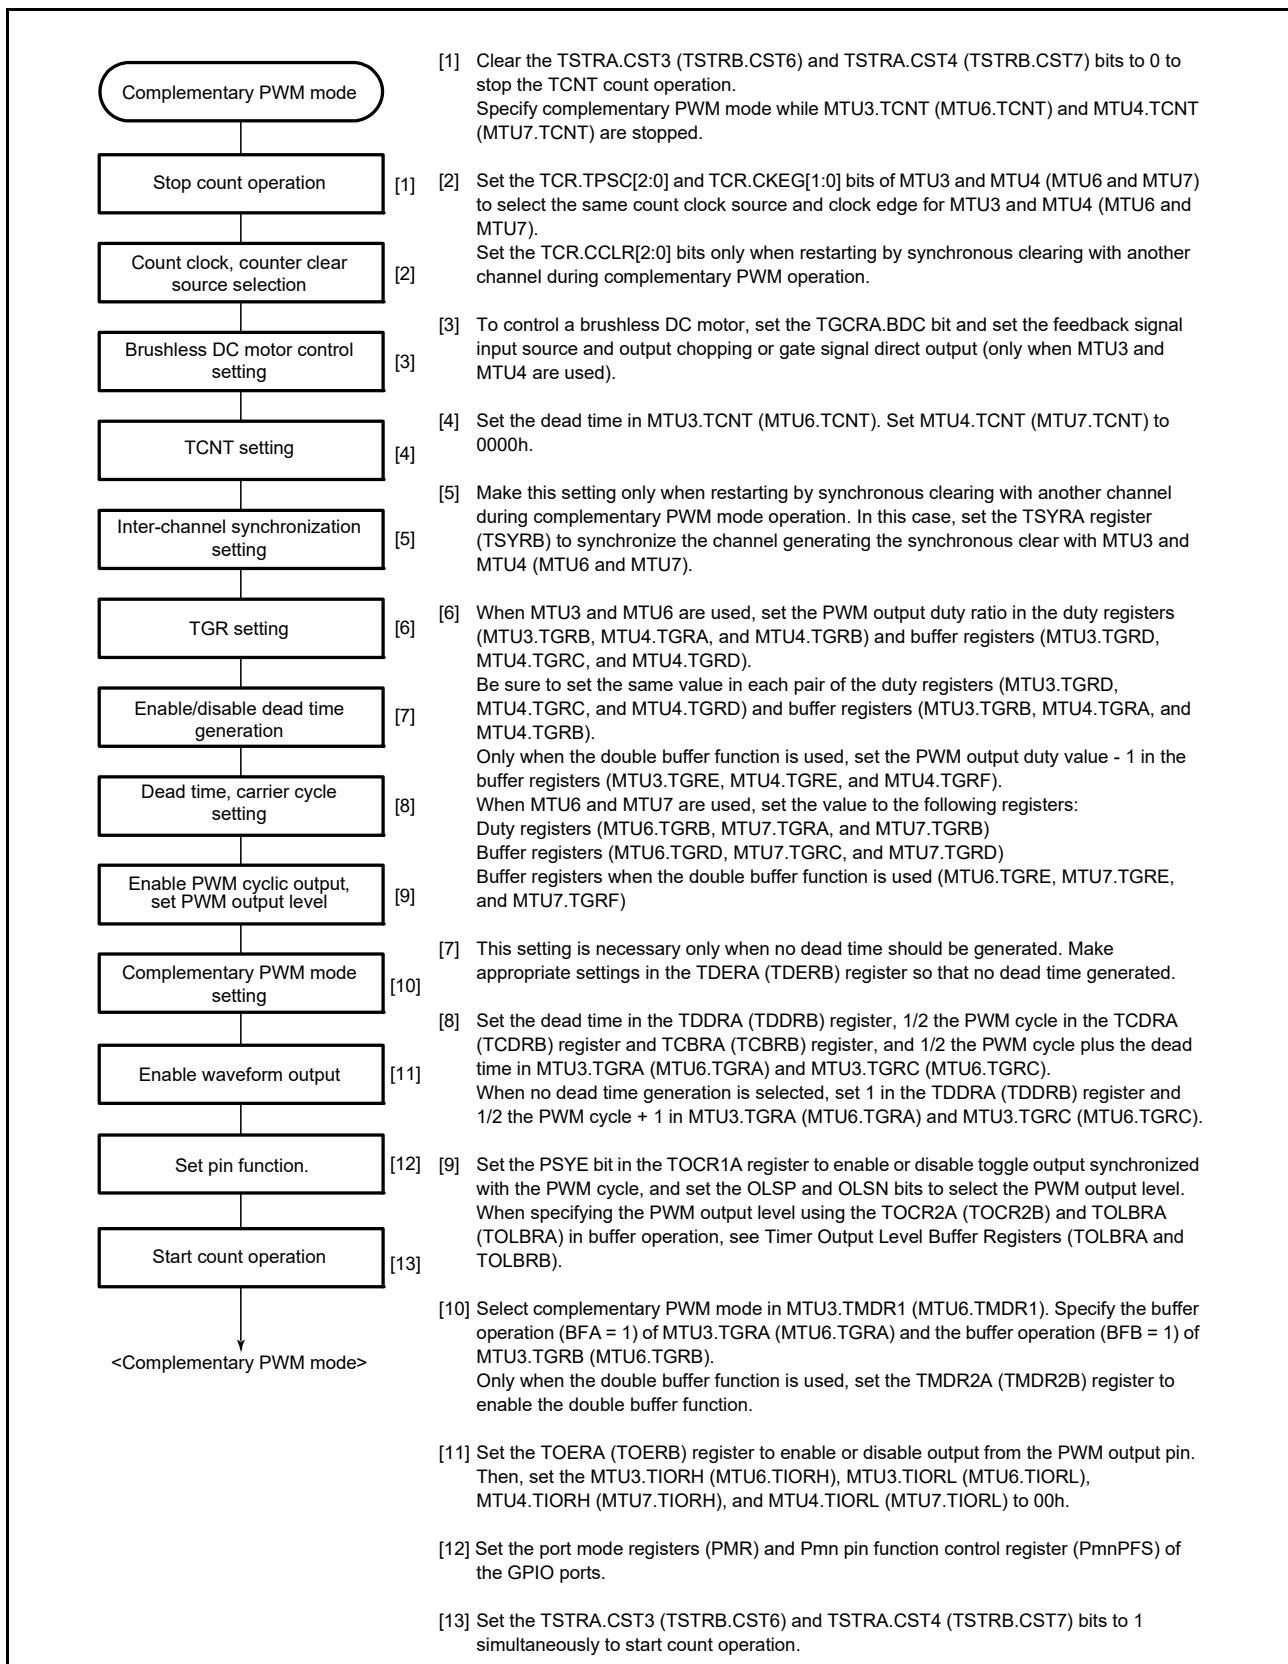 Complementary PWM mode
Stop count operation
[1]
Count clock, counter clear
source selection
[2]
Brushless DC motor control
setting
[3]
TCNT setting
[4]
Inter-channel synchronization
setting
[5]
TGR setting
[6]
Enable/disable dead time
generation
[7]
Dead time, carrier cycle
setting
[8]
Enable PWM cyclic output,
set PWM output level
[9]
Complementary PWM mode
setting
[10]
Enable waveform output
[11]
Set pin function.
[12]
Start count operation
[13]
<Complementary PWM mode>
[1] Clear the TSTRA.CST3 (TSTRB.CST6) and TSTRA.CST4 (TSTRB.CST7) bits to 0 to
stop the TCNT count operation.
Specify complementary PWM mode while MTU3.TCNT (MTU6.TCNT) and MTU4.TCNT
(MTU7.TCNT) are stopped.
[2] Set the TCR.TPSC[2:0] and TCR.CKEG[1:0] bits of MTU3 and MTU4 (MTU6 and MTU7)
to select the same count clock source and clock edge for MTU3 and MTU4 (MTU6 and
MTU7).
Set the TCR.CCLR[2:0] bits only when restarting by synchronous clearing with another
channel during complementary PWM operation.
[3] To control a brushless DC motor, set the TGCRA.BDC bit and set the feedback signal
input source and output chopping or gate signal direct output (only when MTU3 and
MTU4 are used).
[4] Set the dead time in MTU3.TCNT (MTU6.TCNT). Set MTU4.TCNT (MTU7.TCNT) to
0000h.
[5] Make this setting only when restarting by synchronous clearing with another channel
during complementary PWM mode operation. In this case, set the TSYRA register
(TSYRB) to synchronize the channel generating the synchronous clear with MTU3 and
MTU4 (MTU6 and MTU7).
[6] When MTU3 and MTU6 are used, set the PWM output duty ratio in the duty registers
(MTU3.TGRB, MTU4.TGRA, and MTU4.TGRB) and buffer registers (MTU3.TGRD,
MTU4.TGRC, and MTU4.TGRD).
Be sure to set the same value in each pair of the duty registers (MTU3.TGRD,
MTU4.TGRC, and MTU4.TGRD) and buffer registers (MTU3.TGRB, MTU4.TGRA, and
MTU4.TGRB).
Only when the double buffer function is used, set the PWM output duty value - 1 in the
buffer registers (MTU3.TGRE, MTU4.TGRE, and MTU4.TGRF).
When MTU6 and MTU7 are used, set the value to the following registers:
Duty registers (MTU6.TGRB, MTU7.TGRA, and MTU7.TGRB)
Buffer registers (MTU6.TGRD, MTU7.TGRC, and MTU7.TGRD)
Buffer registers when the double buffer function is used (MTU6.TGRE, MTU7.TGRE,
and MTU7.TGRF)
[7] This setting is necessary only when no dead time should be generated. Make
appropriate settings in the TDERA (TDERB) register so that no dead time generated.
[8] Set the dead time in the TDDRA (TDDRB) register, 1/2 the PWM cycle in the TCDRA
(TCDRB) register and TCBRA (TCBRB) register, and 1/2 the PWM cycle plus the dead
time in MTU3.TGRA (MTU6.TGRA) and MTU3.TGRC (MTU6.TGRC).
When no dead time generation is selected, set 1 in the TDDRA (TDDRB) register and
1/2 the PWM cycle + 1 in MTU3.TGRA (MTU6.TGRA) and MTU3.TGRC (MTU6.TGRC).
[9] Set the PSYE bit in the TOCR1A register to enable or disable toggle output synchronized
with the PWM cycle, and set the OLSP and OLSN bits to select the PWM output level.
When specifying the PWM output level using the TOCR2A (TOCR2B) and TOLBRA
(TOLBRA) in buffer operation, see Timer Output Level Buffer Registers (TOLBRA and
TOLBRB).
[10] Select complementary PWM mode in MTU3.TMDR1 (MTU6.TMDR1). Specify the buffer
operation (BFA = 1) of MTU3.TGRA (MTU6.TGRA) and the buffer operation (BFB = 1) of
MTU3.TGRB (MTU6.TGRB).
Only when the double buffer function is used, set the TMDR2A (TMDR2B) register to
enable the double buffer function.
[11] Set the TOERA (TOERB) register to enable or disable output from the PWM output pin.
Then, set the MTU3.TIORH (MTU6.TIORH), MTU3.TIORL (MTU6.TIORL),
MTU4.TIORH (MTU7.TIORH), and MTU4.TIORL (MTU7.TIORL) to 00h.
[12] Set the port mode registers (PMR) and Pmn pin function control register (PmnPFS) of
the GPIO ports.
[13] Set the TSTRA.CST3 (TSTRB.CST6) and TSTRA.CST4 (TSTRB.CST7) bits to 1
simultaneously to start count operation.